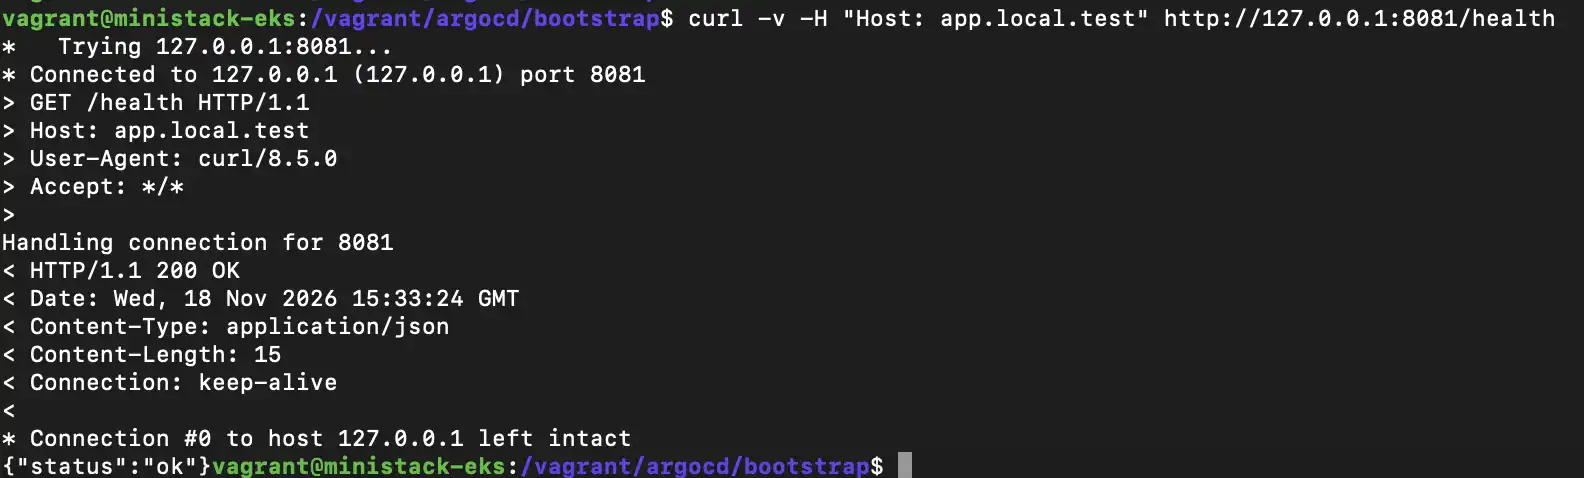 vagrant@ministack-eks:/vagrant/argocd/bootstrap$ curl -v -H "Host: app.local.test" http://127.0.0.1:8081/health
*   Trying 127.0.0.1:8081...
* Connected to 127.0.0.1 (127.0.0.1) port 8081
> GET /health HTTP/1.1
> Host: app.local.test
> User-Agent: curl/8.5.0
> Accept: */*
>
Handling connection for 8081
< HTTP/1.1 200 OK
< Date: Wed, 18 Nov 2026 15:33:24 GMT
< Content-Type: application/json
< Content-Length: 15
< Connection: keep-alive
<
* Connection #0 to host 127.0.0.1 left intact
{"status":"ok"}vagrant@ministack-eks:/vagrant/argocd/bootstrap$